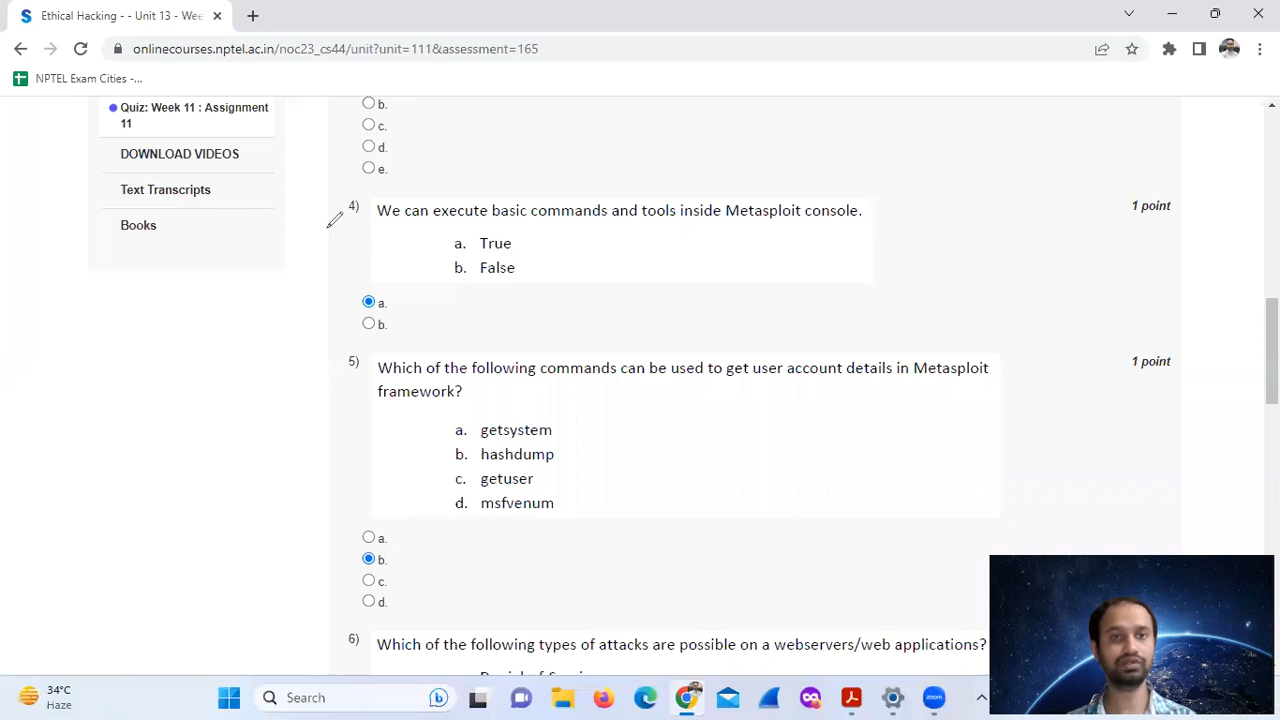 Ethical Hacking - - Unit 13 - Wee
onlinecourses.nptel.ac.in/noc23_cs44/unit?unit=111&assessment=165
NPTEL Exam Cities -...
Quiz: Week 11 : Assignment
11
DOWNLOAD VIDEOS
Text Transcripts
Books
b.
c.
d.
e.
4) We can execute basic commands and tools inside Metasploit console. 1 point
a. True
b. False
a.
b.
5) Which of the following commands can be used to get user account details in Metasploit 1 point
framework?
a. getsystem
b. hashdump
c. getuser
d. msfvenum
a.
b.
c.
d.
6) Which of the following types of attacks are possible on a webservers/web applications?
34°C
Haze
Search
zoom